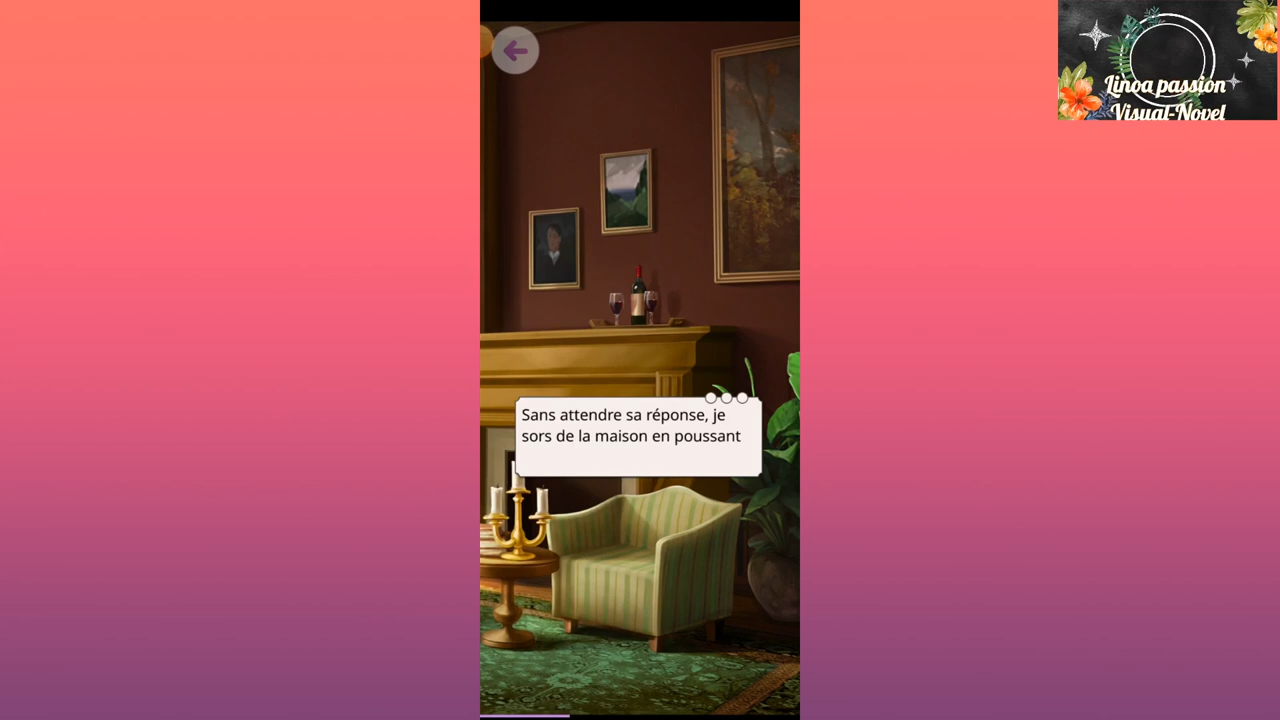 Linoa passion
Visual-Novel
Sans attendre sa réponse, je
sors de la maison en poussant